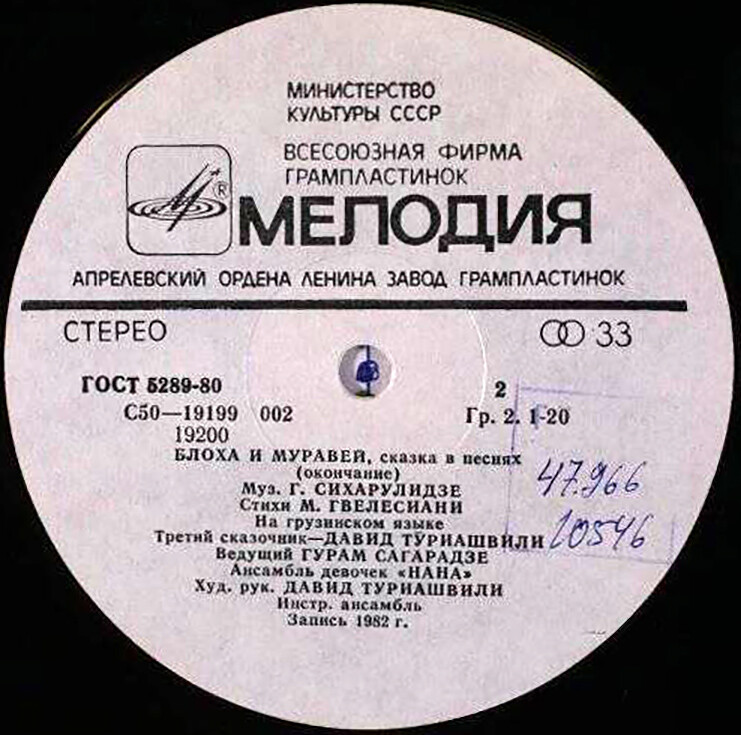 МИНИСТЕРСТВО
КУЛЬТУРЫ СССР
ВСЕСОЮЗНАЯ ФИРМА
ГРАМПЛАСТИНОК
®
МЕЛОДИЯ
АПРЕЛЕВСКИЙ ОРДЕНА ЛЕНИНА ЗАВОД ГРАМПЛАСТИНОК
СТЕРЕО 33
ГОСТ 5289-80 2
С50—19199 002 Гр. 2. 1-20
19200
БЛОХА И МУРАВЕЙ, сказка в песнях
(окончание)
Муз. Г. СИХАРУЛИДЗЕ
Стихи М. ГВЕЛЕСИАНИ
На грузинском языке
Третий сказочник—ДАВИД ТУРИАШВИЛИ
Ведущий ГУРАМ САГАРАДЗЕ
Ансамбль девочек «НАНА»
Худ. рук. ДАВИД ТУРИАШВИЛИ
Инстр. ансамбль
Запись 1982 г.
47.966
10546